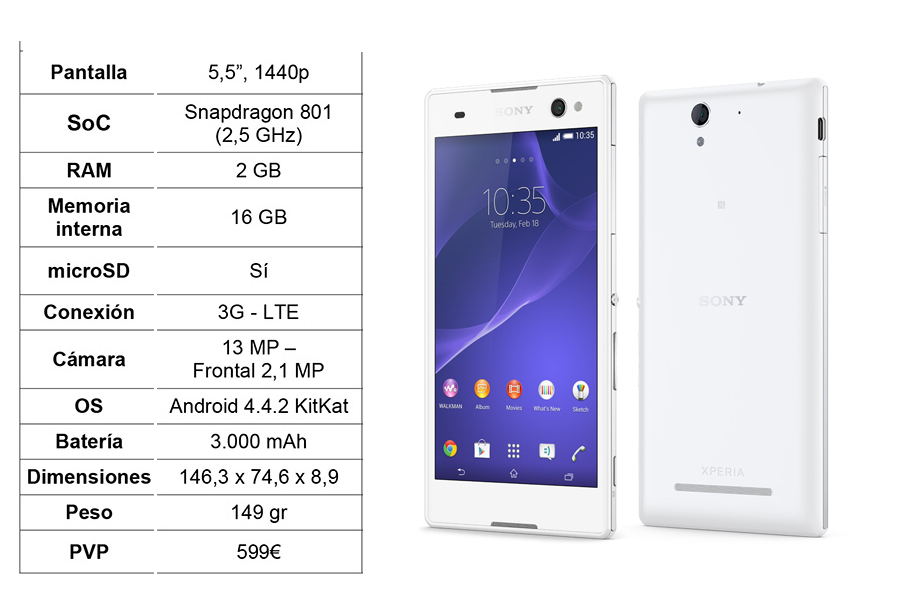 Pantalla 5,5”, 1440p
SoC Snapdragon 801
(2,5 GHz)
RAM 2 GB
Memoria
interna 16 GB
microSD Sí
Conexión 3G - LTE
Cámara 13 MP –
Frontal 2,1 MP
OS Android 4.4.2 KitKat
Batería 3.000 mAh
Dimensiones 146,3 x 74,6 x 8,9
Peso 149 gr
PVP 599€
SONY
10:35
10:35
Tuesday, Feb 18
WALKMAN Album Movies What's New Sketch
SONY
XPERIA